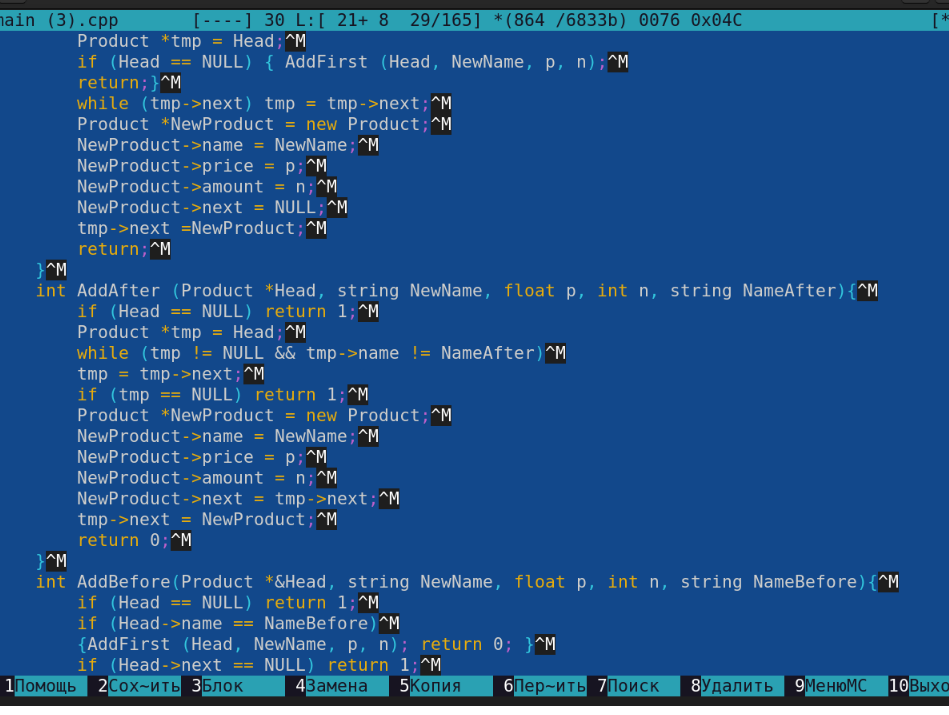 main (3).cpp [----] 30 L:[ 21+ 8 29/165] *(864 /6833b) 0076 0x04C [*
Product *tmp = Head;^M
if (Head == NULL) { AddFirst (Head, NewName, p, n);^M
return;}^M
while (tmp->next) tmp = tmp->next;^M
Product *NewProduct = new Product;^M
NewProduct->name = NewName;^M
NewProduct->price = p;^M
NewProduct->amount = n;^M
NewProduct->next = NULL;^M
tmp->next =NewProduct;^M
return;^M
}^M
int AddAfter (Product *Head, string NewName, float p, int n, string NameAfter){^M
if (Head == NULL) return 1;^M
Product *tmp = Head;^M
while (tmp != NULL && tmp->name != NameAfter)^M
tmp = tmp->next;^M
if (tmp == NULL) return 1;^M
Product *NewProduct = new Product;^M
NewProduct->name = NewName;^M
NewProduct->price = p;^M
NewProduct->amount = n;^M
NewProduct->next = tmp->next;^M
tmp->next = NewProduct;^M
return 0;^M
}^M
int AddBefore(Product *&Head, string NewName, float p, int n, string NameBefore){^M
if (Head == NULL) return 1;^M
if (Head->name == NameBefore)^M
{AddFirst (Head, NewName, p, n); return 0; }^M
if (Head->next == NULL) return 1;^M
1Помощь 2Сох~ить 3Блок 4Замена 5Копия 6Пер~ить 7Поиск 8Удалить 9МенюMC 10Выхо